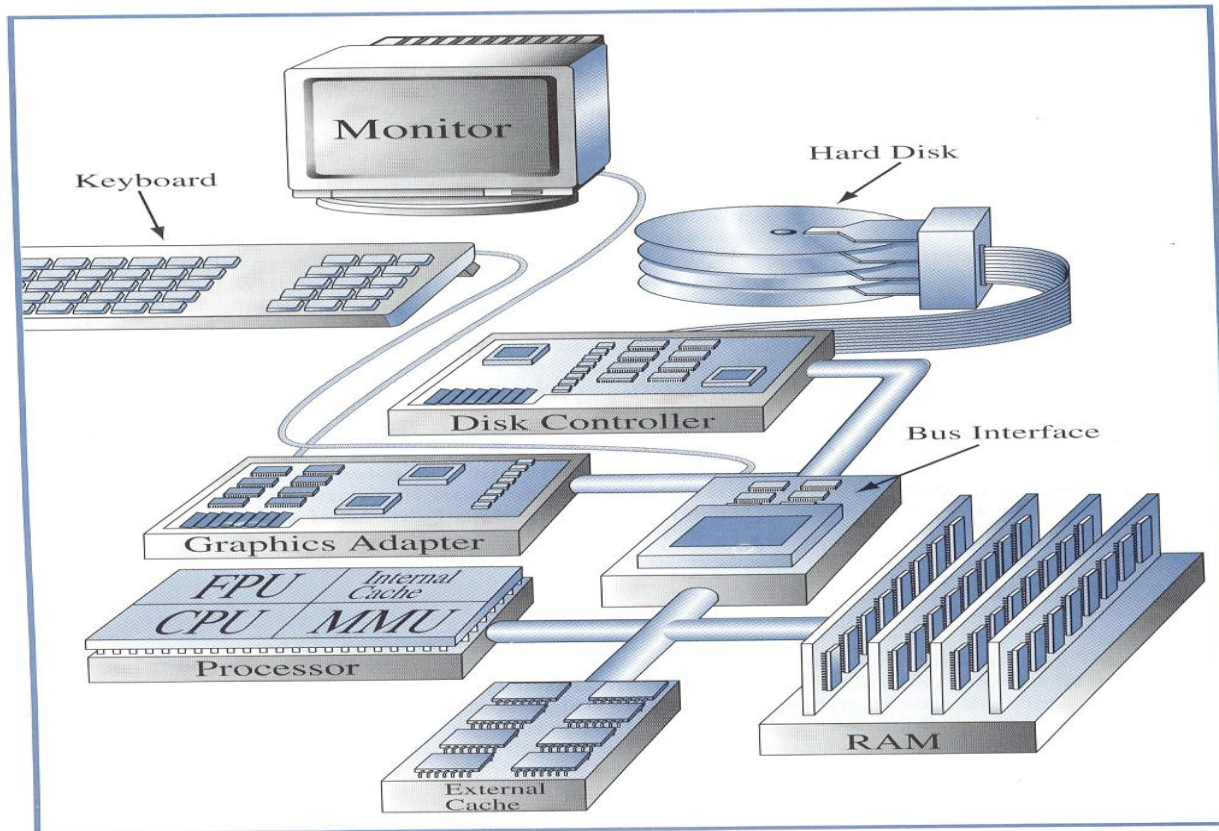 Monitor
Hard Disk
Keyboard
Disk Controller
Bus Interface
Graphics Adapter
FPU
Internal
Cache
CPU
MMU
Processor
RAM
External
Cache